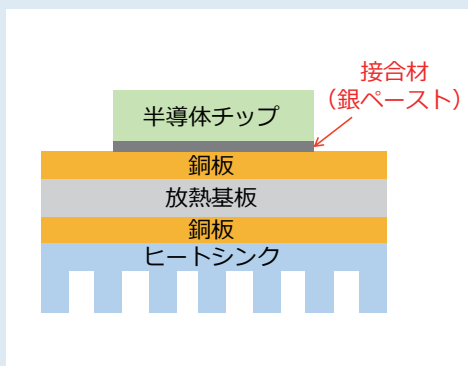 接合材
（銀ペースト）
半導体チップ
銅板
放熱基板
銅板
ヒートシンク